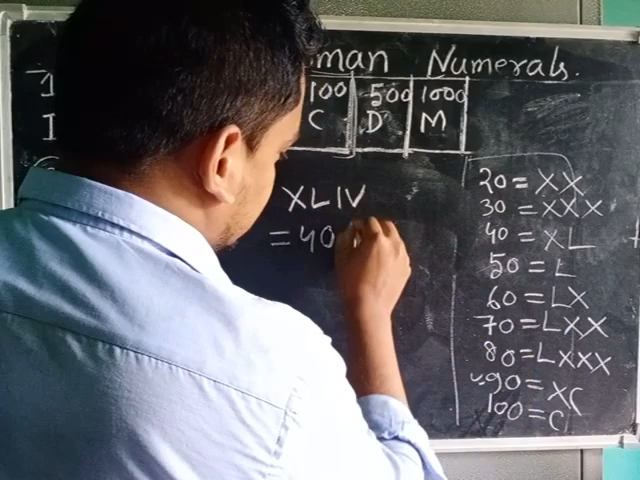 man Numerals.
1 100 500 1000
I C D M
XLIV
= 40
20 = XX
30 = XXX
40 = XL
50 = L
60 = LX
70 = LXX
80 = LXXX
90 = XC
100 = C